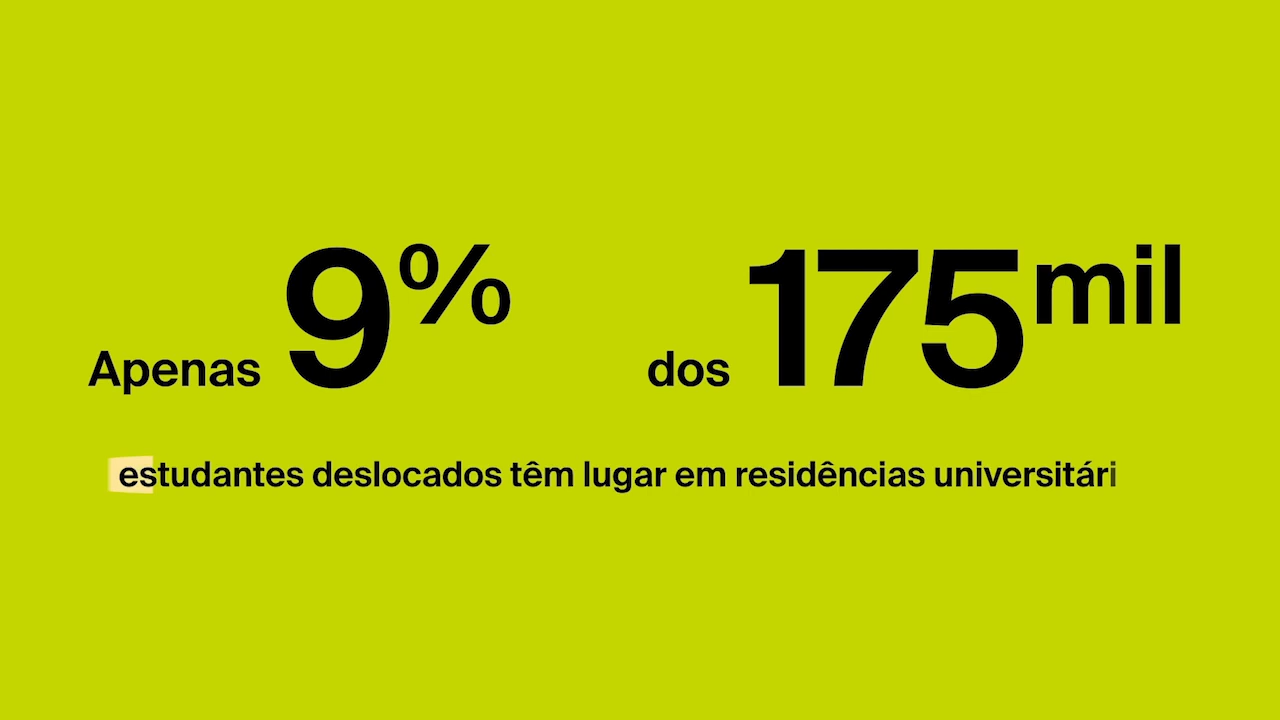 Apenas 9% dos 175 mil
estudantes deslocados têm lugar em residências universitári